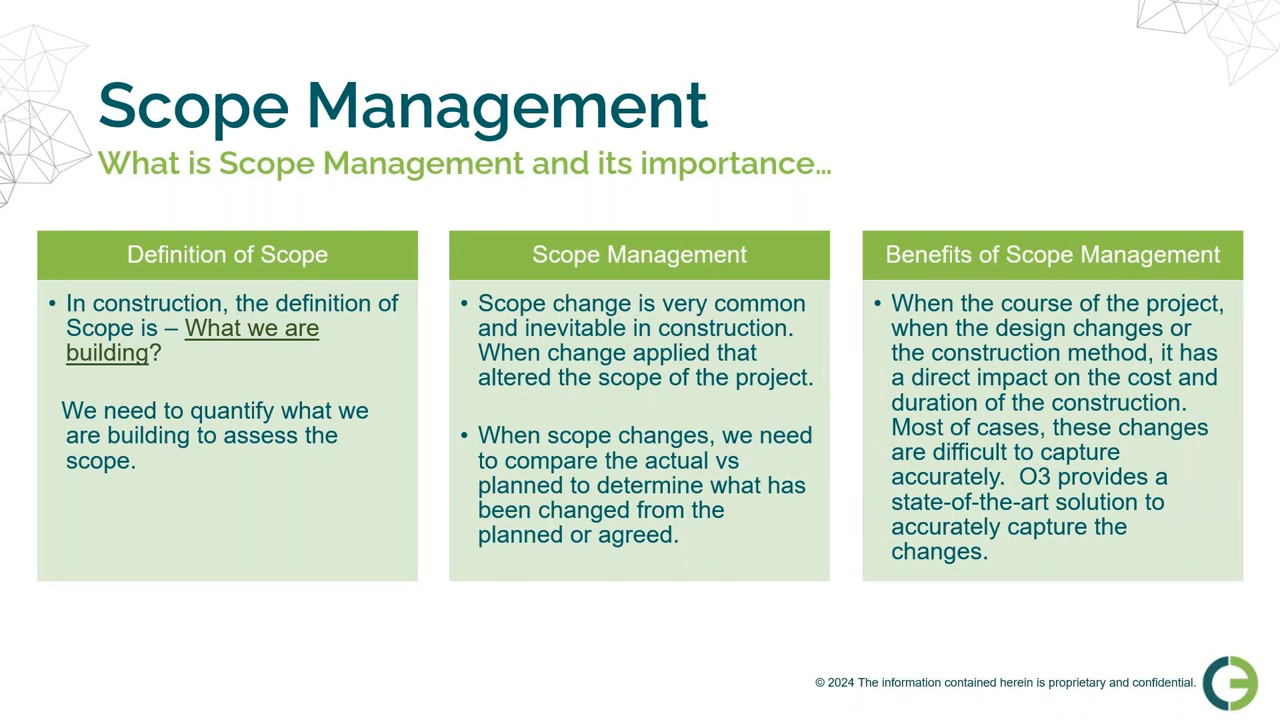 Scope Management
What is Scope Management and its importance…
Definition of Scope
• In construction, the definition of
Scope is – What we are
building?
We need to quantify what we
are building to assess the
scope.
Scope Management
• Scope change is very common
and inevitable in construction.
When change applied that
altered the scope of the project.
• When scope changes, we need
to compare the actual vs
planned to determine what has
been changed from the
planned or agreed.
Benefits of Scope Management
• When the course of the project,
when the design changes or
the construction method, it has
a direct impact on the cost and
duration of the construction.
Most of cases, these changes
are difficult to capture
accurately.  O3 provides a
state-of-the-art solution to
accurately capture the
changes.
© 2024 The information contained herein is proprietary and confidential.